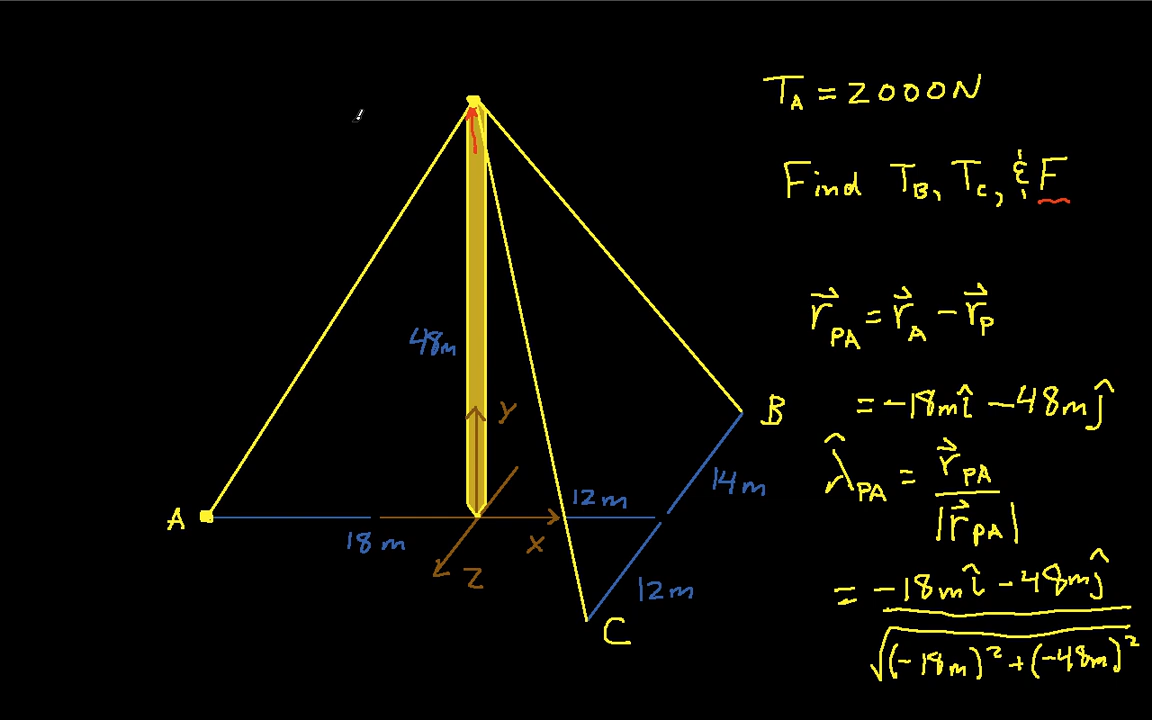 T_A = 2000N
Find T_B, T_C, & F
48m
Y
A
18m
X
Z
12m
14m
B
12m
C
r⃗_PA = r⃗_A - r⃗_P
= -18m î - 48m ĵ
λ̂_PA = r⃗_PA / |r⃗_PA|
= -18m î - 48m ĵ / √((-18m)² + (-48m)²)